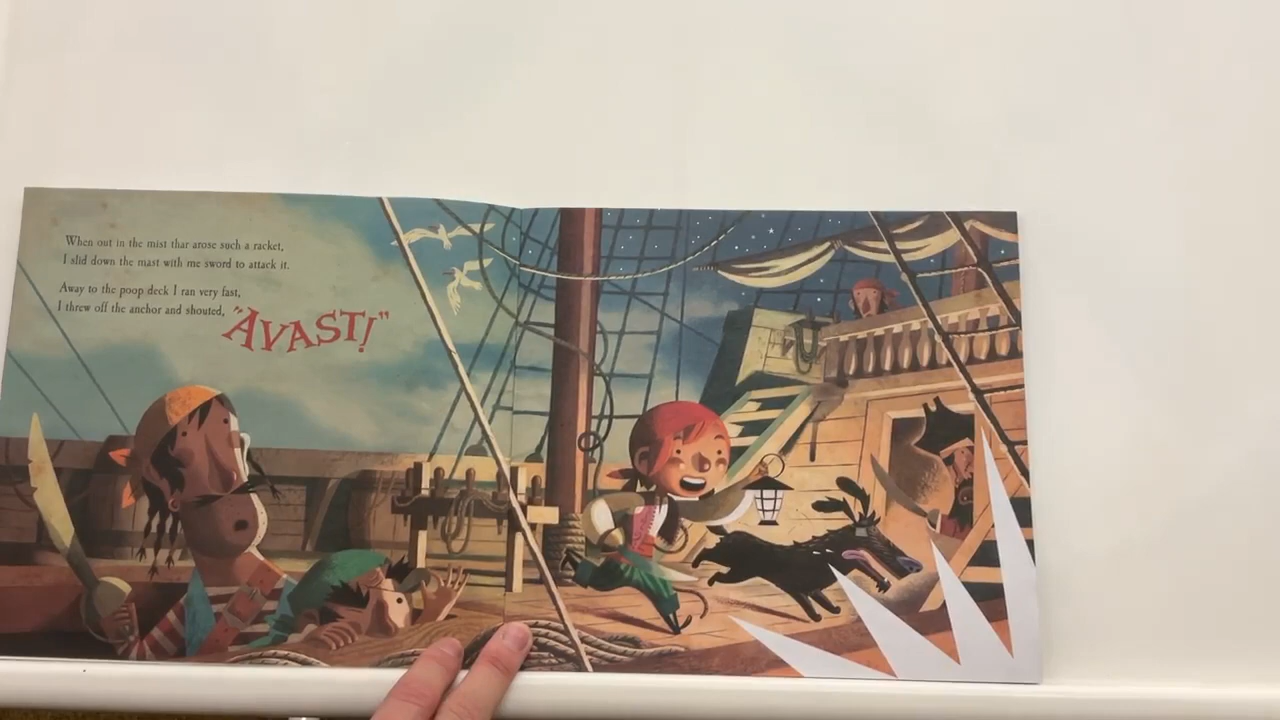 When out in the mist thar arose such a racket,
I slid down the mast with me sword to attack it.
Away to the poop deck I ran very fast,
I threw off the anchor and shouted, "AVAST!"